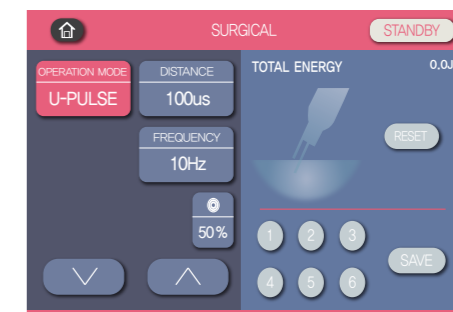 SURGICAL
STANDBY
OPERATION MODE
U-PULSE
DISTANCE
100us
FREQUENCY
10Hz
50%
TOTAL ENERGY
0.0J
RESET
1 2 3
4 5 6
SAVE